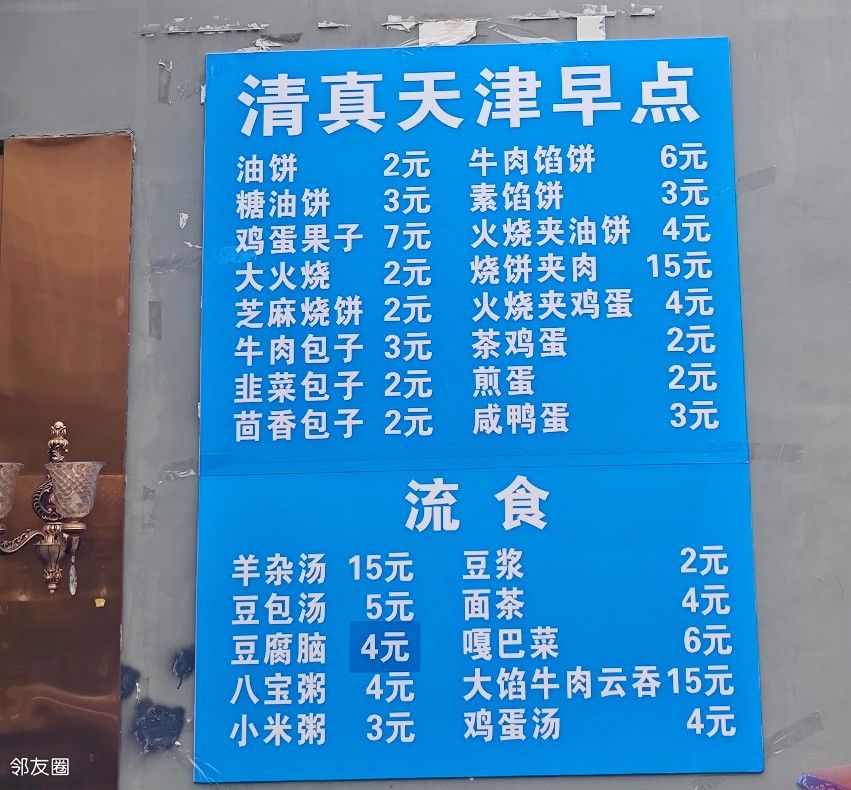 清真天津早点
油饼 2元 牛肉馅饼 6元
糖油饼 3元 素馅饼 3元
鸡蛋果子 7元 火烧夹油饼 4元
大火烧 2元 烧饼夹肉 15元
芝麻烧饼 2元 火烧夹鸡蛋 4元
牛肉包子 3元 茶鸡蛋 2元
韭菜包子 2元 煎蛋 2元
茴香包子 2元 咸鸭蛋 3元
流食
羊杂汤 15元 豆浆 2元
豆包汤 5元 面茶 4元
豆腐脑 4元 嘎巴菜 6元
八宝粥 4元 大馅牛肉云吞 15元
小米粥 3元 鸡蛋汤 4元
邻友圈